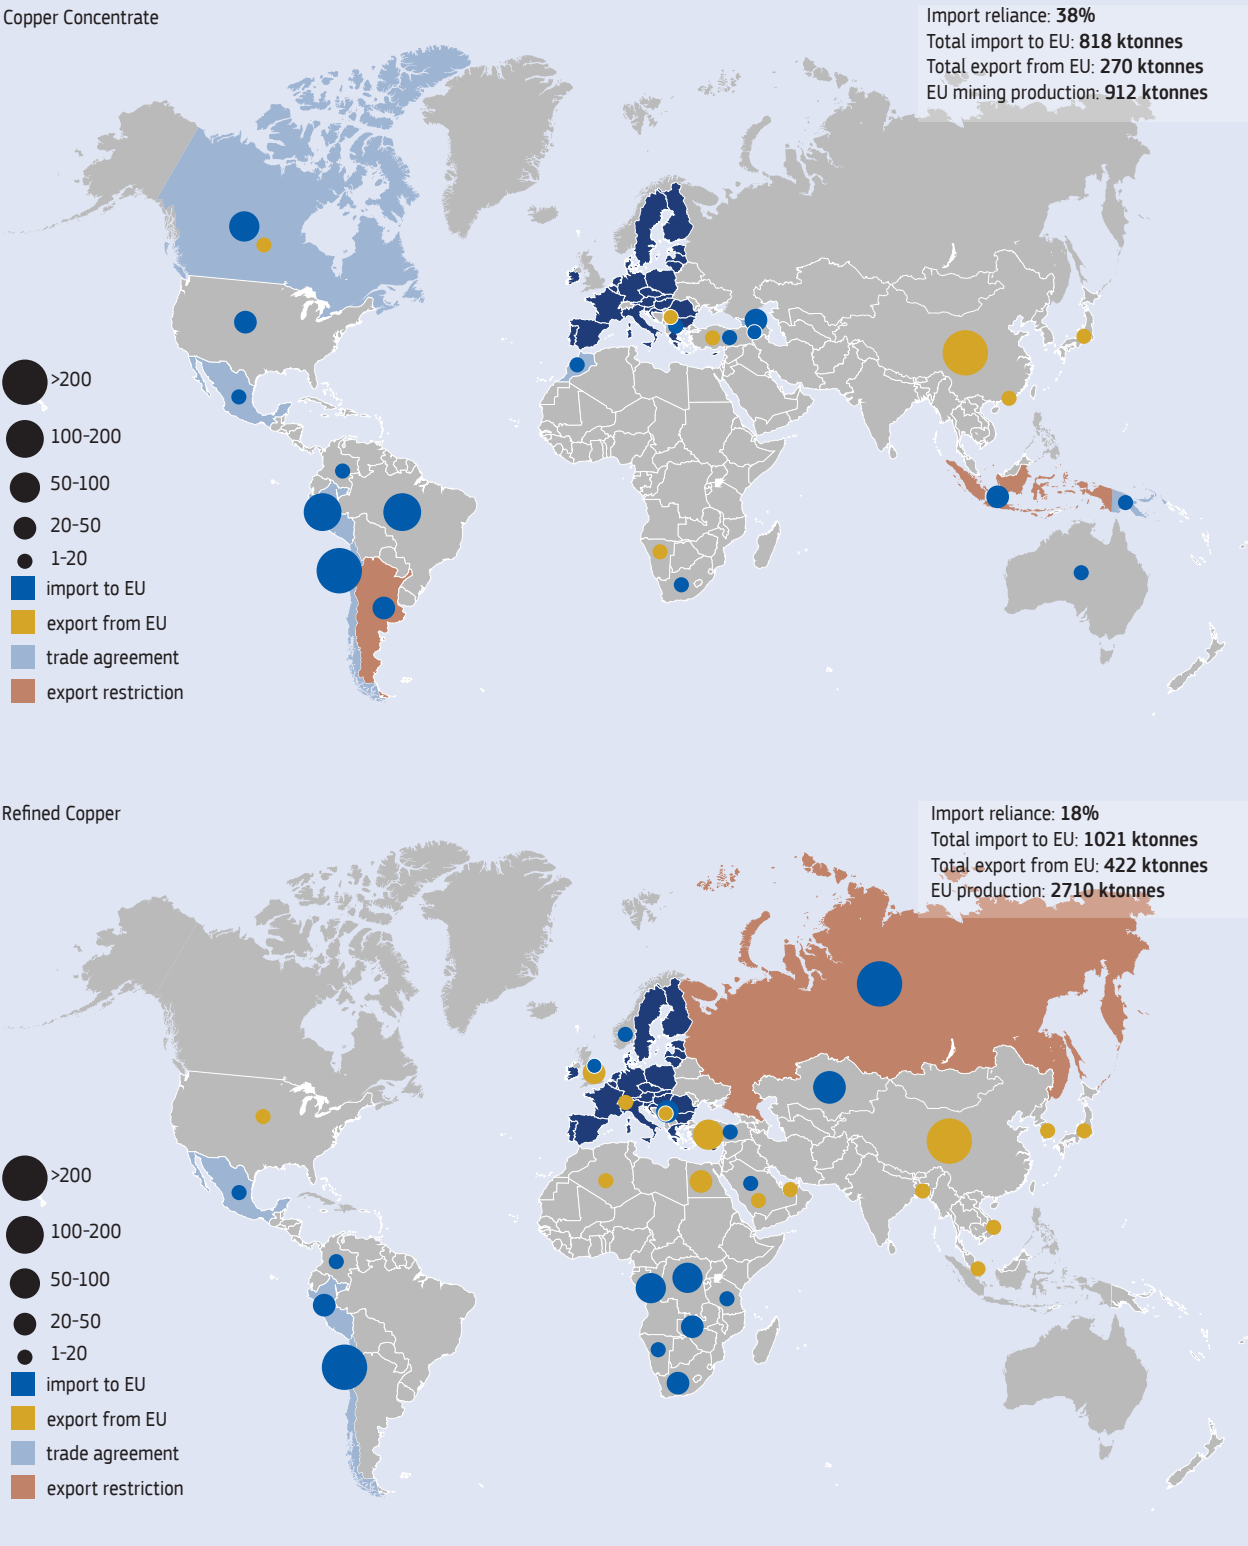 Copper Concentrate
Import reliance: 38%
Total import to EU: 818 ktonnes
Total export from EU: 270 ktonnes
EU mining production: 912 ktonnes
>200
100-200
50-100
20-50
1-20
import to EU
export from EU
trade agreement
export restriction
Refined Copper
Import reliance: 18%
Total import to EU: 1021 ktonnes
Total export from EU: 422 ktonnes
EU production: 2710 ktonnes
>200
100-200
50-100
20-50
1-20
import to EU
export from EU
trade agreement
export restriction